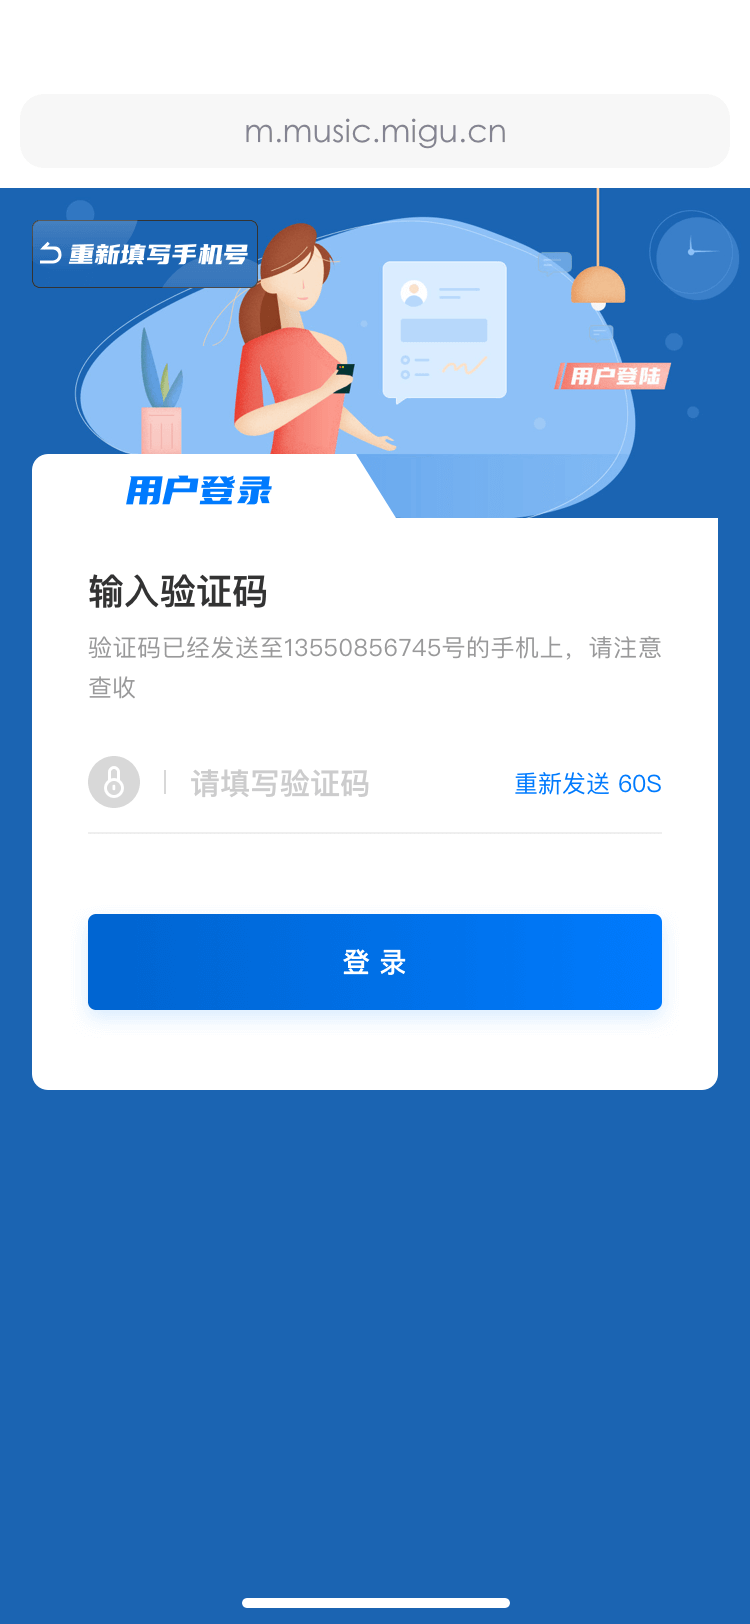 m.music.migu.cn
重新填写手机号
用户登陆
用户登录
输入验证码
验证码已经发送至13550856745号的手机上，请注意
查收
请填写验证码
重新发送 60S
登 录